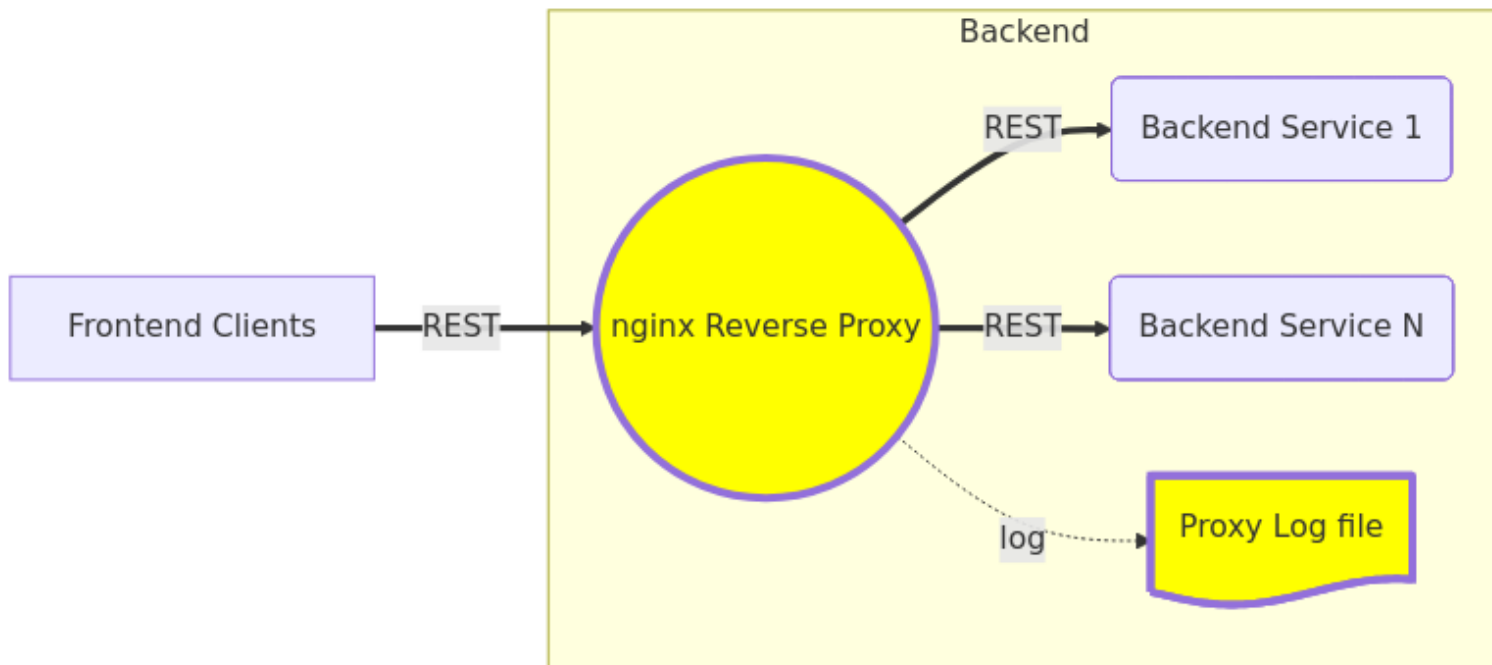 Backend
REST
Backend Service 1
Frontend Clients
REST
nginx Reverse Proxy
REST
Backend Service N
log
Proxy Log file